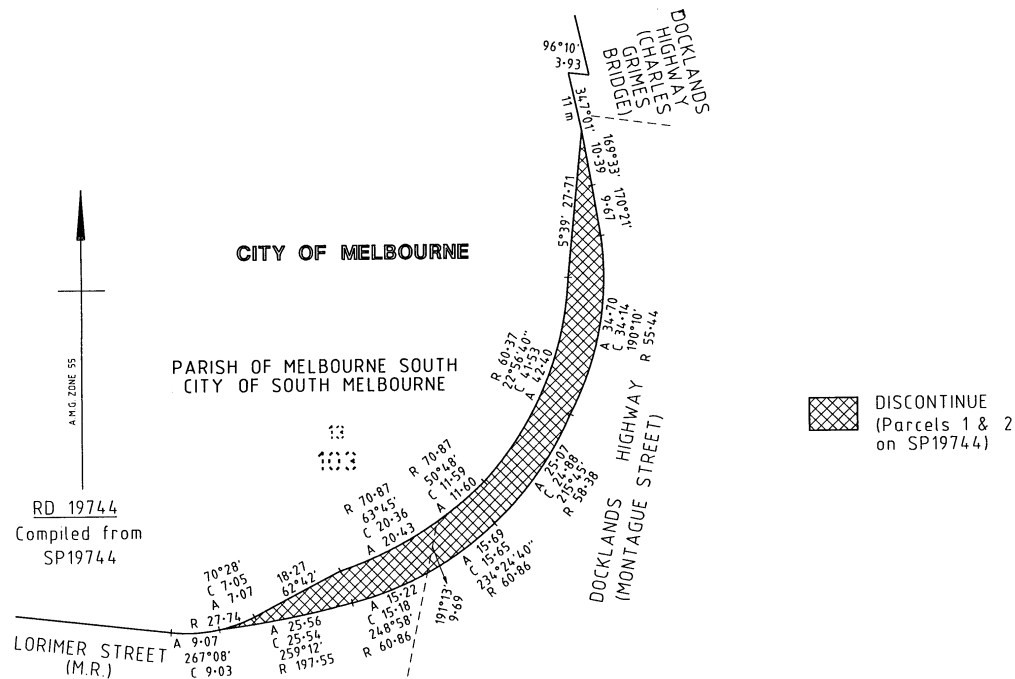 96°10'
3·93
DOCKLANDS
HIGHWAY
(CHARLES
GRIMES
BRIDGE)
347°01'
11 m
169°33'
10·39
170°21'
9·67
5°39' 27·71
CITY OF MELBOURNE
A 34·70
C 34·14
190°10'
R 55·44
R 60·37
22°56'40"
C 41·53
A 42·40
PARISH OF MELBOURNE SOUTH
CITY OF SOUTH MELBOURNE
A.M.G. ZONE 55
13
103
DISCONTINUE
(Parcels 1 & 2
on SP19744)
DOCKLANDS HIGHWAY
(MONTAGUE STREET)
R 70·87
50°48'
C 11·59
A 11·60
A 25·07
C 24·88
215°45'
R 58·38
R 70·87
63°45'
C 20·36
A 20·43
RD 19744
Compiled from
SP19744
A 15·69
C 15·65
234°24'40"
R 60·86
191°13'
9·69
18·27
62°42'
70°28'
C 7·05
A 7·07
R 27·74
A 15·22
C 15·18
248°58'
R 60·86
A 25·56
C 25·54
259°12'
R 197·55
A 9·07
267°08'
C 9·03
LORIMER STREET
(M.R.)